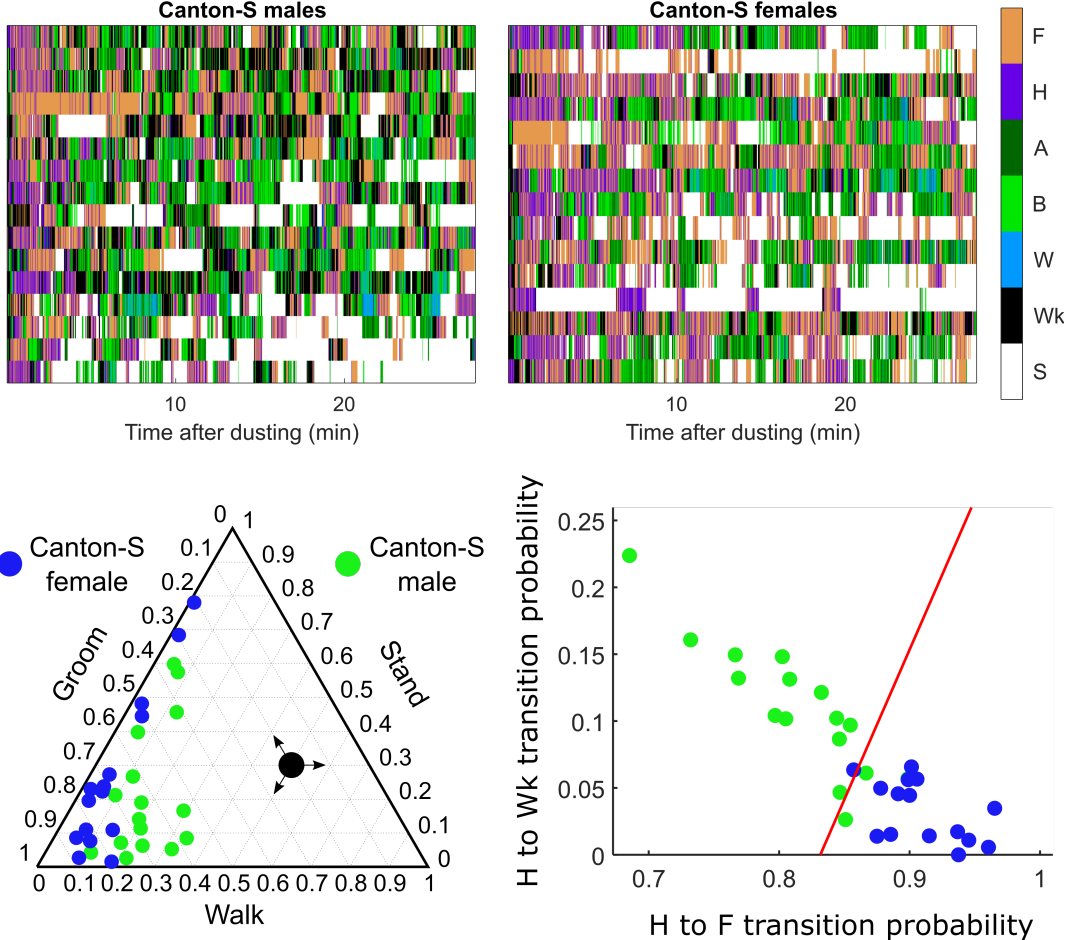 Canton-S males
Canton-S females
F
H
A
B
W
Wk
S
10
20
Time after dusting (min)
10
20
Time after dusting (min)
Canton-S
female
Canton-S
male
Groom
0
0.1
0.2
0.3
0.4
0.5
0.6
0.7
0.8
0.9
1
Stand
1
0.9
0.8
0.7
0.6
0.5
0.4
0.3
0.2
0.1
0
0 0.1 0.2 0.3 0.4 0.5 0.6 0.7 0.8 0.9 1
Walk
H to Wk transition probability
0.25
0.2
0.15
0.1
0.05
0
0.7 0.8 0.9 1
H to F transition probability